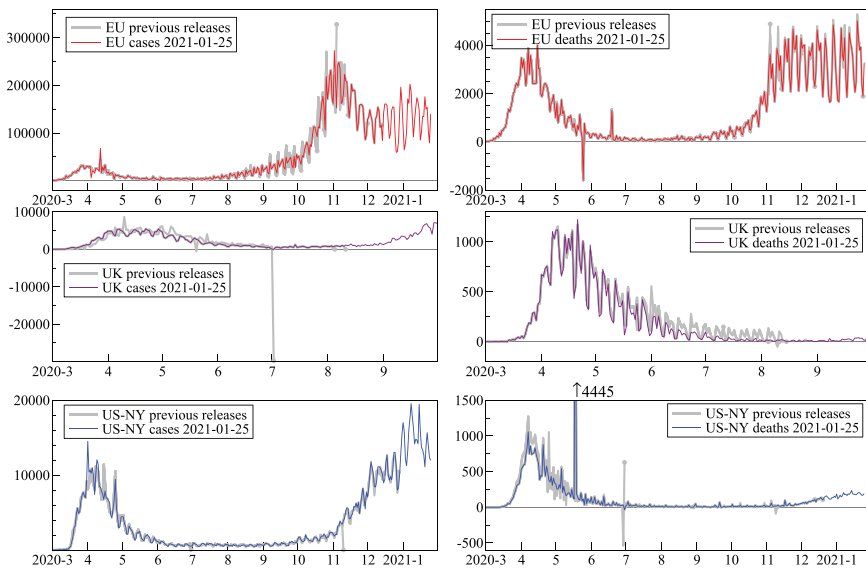 EU previous releases
EU cases 2021-01-25
300000
200000
100000
2020-3 4 5 6 7 8 9 10 11 12 2021-1
EU previous releases
EU deaths 2021-01-25
4000
2000
0
-2000
2020-3 4 5 6 7 8 9 10 11 12 2021-1
10000
0
-10000
-20000
UK previous releases
UK cases 2021-01-25
2020-3 4 5 6 7 8 9
UK previous releases
UK deaths 2021-01-25
1000
500
0
2020-3 4 5 6 7 8 9
20000
US-NY previous releases
US-NY cases 2021-01-25
10000
2020-3 4 5 6 7 8 9 10 11 12 2021-1
↑4445
1500
US-NY previous releases
US-NY deaths 2021-01-25
1000
500
0
-500
2020-3 4 5 6 7 8 9 10 11 12 2021-1